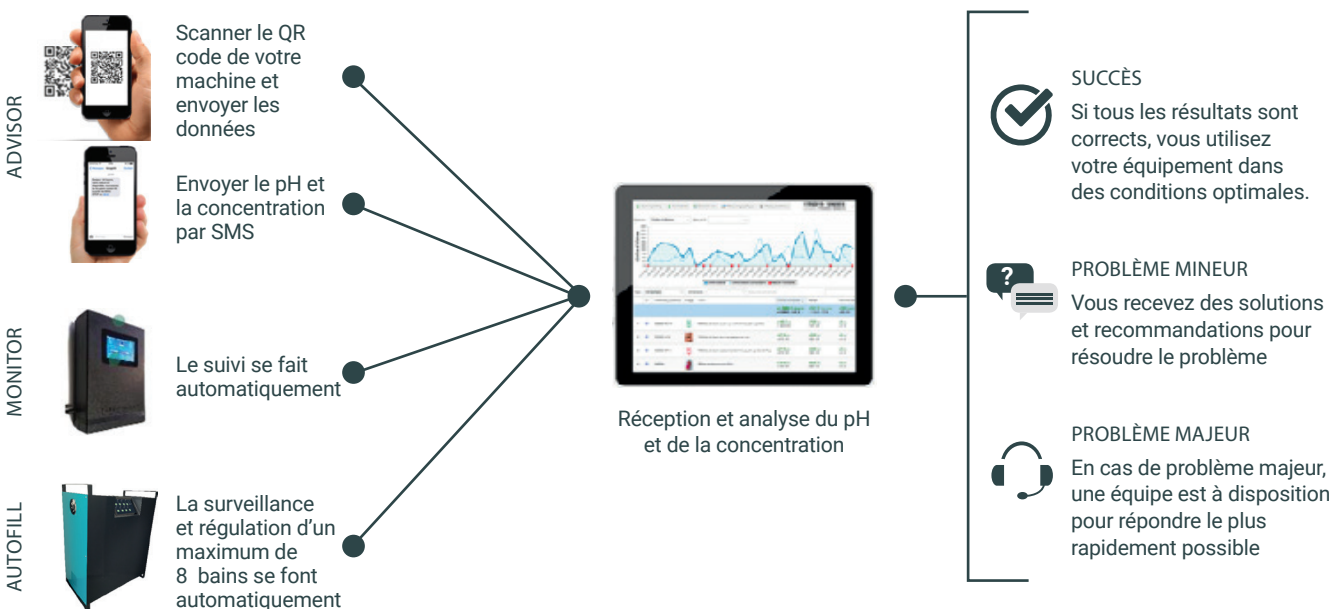 ADVISOR
Scanner le QR
code de votre
machine et
envoyer les
données
Envoyer le pH et
la concentration
par SMS
MONITOR
Le suivi se fait
automatiquement
AUTOFILL
La surveillance
et régulation d'un
maximum de
8 bains se font
automatiquement
Réception et analyse du pH
et de la concentration
SUCCÈS
Si tous les résultats sont
corrects, vous utilisez
votre équipement dans
des conditions optimales.
?
PROBLÈME MINEUR
Vous recevez des solutions
et recommandations pour
résoudre le problème
PROBLÈME MAJEUR
En cas de problème majeur,
une équipe est à disposition
pour répondre le plus
rapidement possible